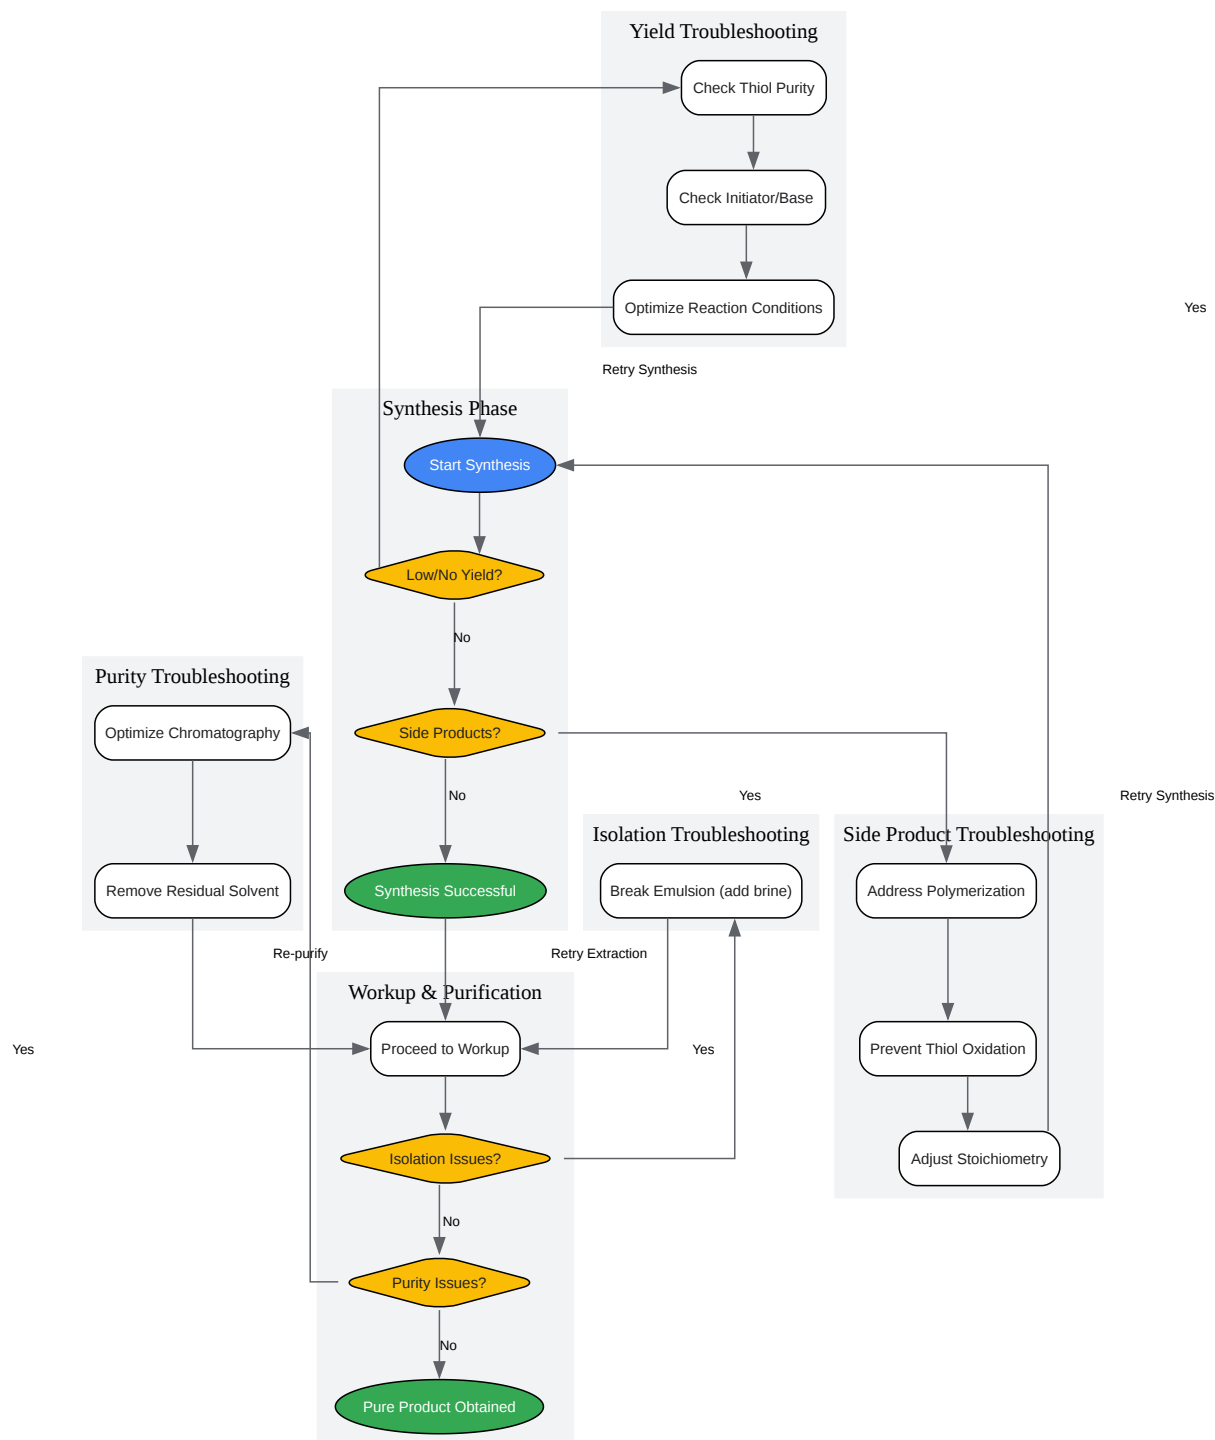 Yield Troubleshooting
Check Thiol Purity
Check Initiator/Base
Optimize Reaction Conditions
Yes
Retry Synthesis
Synthesis Phase
Start Synthesis
Low/No Yield?
No
Purity Troubleshooting
Optimize Chromatography
Side Products?
No
Yes
Retry Synthesis
Isolation Troubleshooting
Side Product Troubleshooting
Remove Residual Solvent
Synthesis Successful
Break Emulsion (add brine)
Address Polymerization
Re-purify
Retry Extraction
Workup & Purification
Yes
Proceed to Workup
Yes
Prevent Thiol Oxidation
Isolation Issues?
Adjust Stoichiometry
No
Purity Issues?
No
Pure Product Obtained